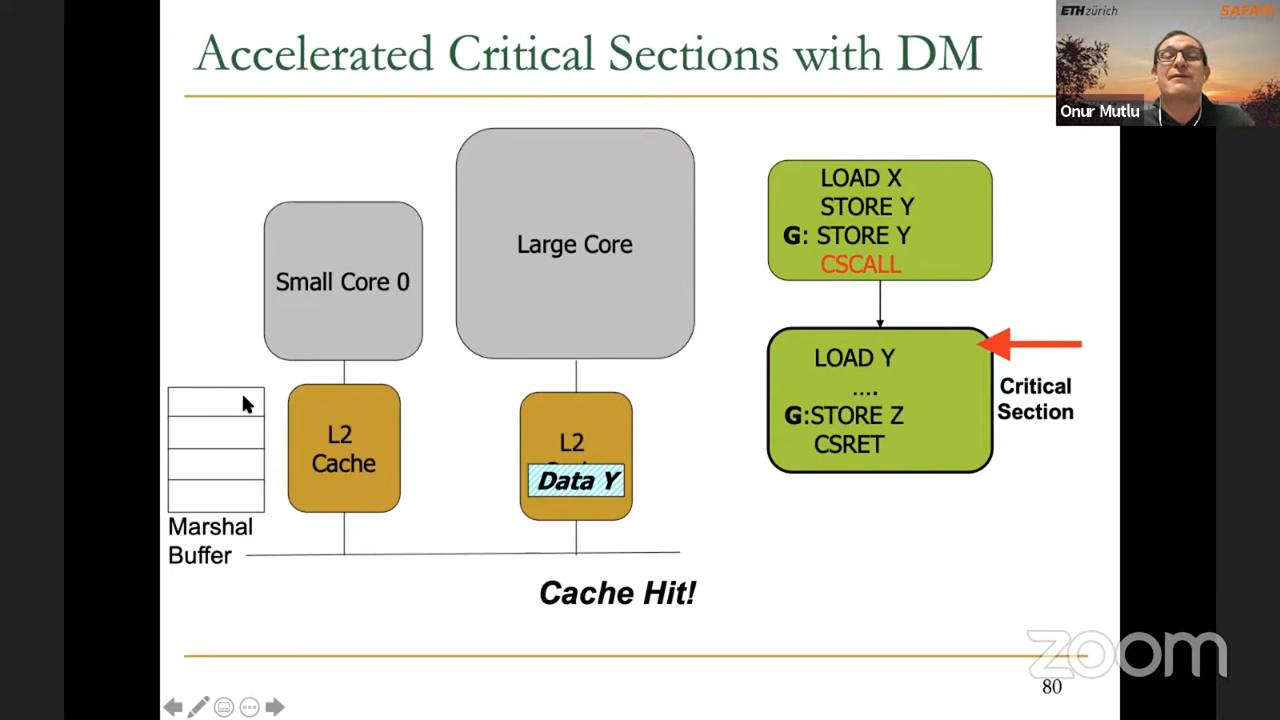 Accelerated Critical Sections with DM
ETH zürich
SAFARI
Onur Mutlu
Small Core 0
Large Core
LOAD X
STORE Y
G: STORE Y
CSCALL
LOAD Y
....
G:STORE Z
CSRET
Critical
Section
L2
Cache
L2
Data Y
Marshal
Buffer
Cache Hit!
zoom
80